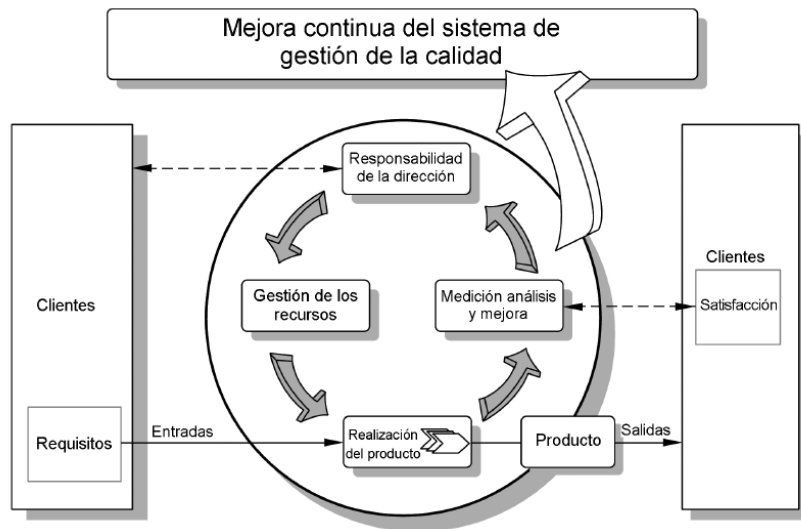 Mejora continua del sistema de
gestión de la calidad
Responsabilidad
de la dirección
Clientes
Gestión de los
recursos
Medición análisis
y mejora
Clientes
Satisfacción
Requisitos
Entradas
Realización
del producto
Producto
Salidas